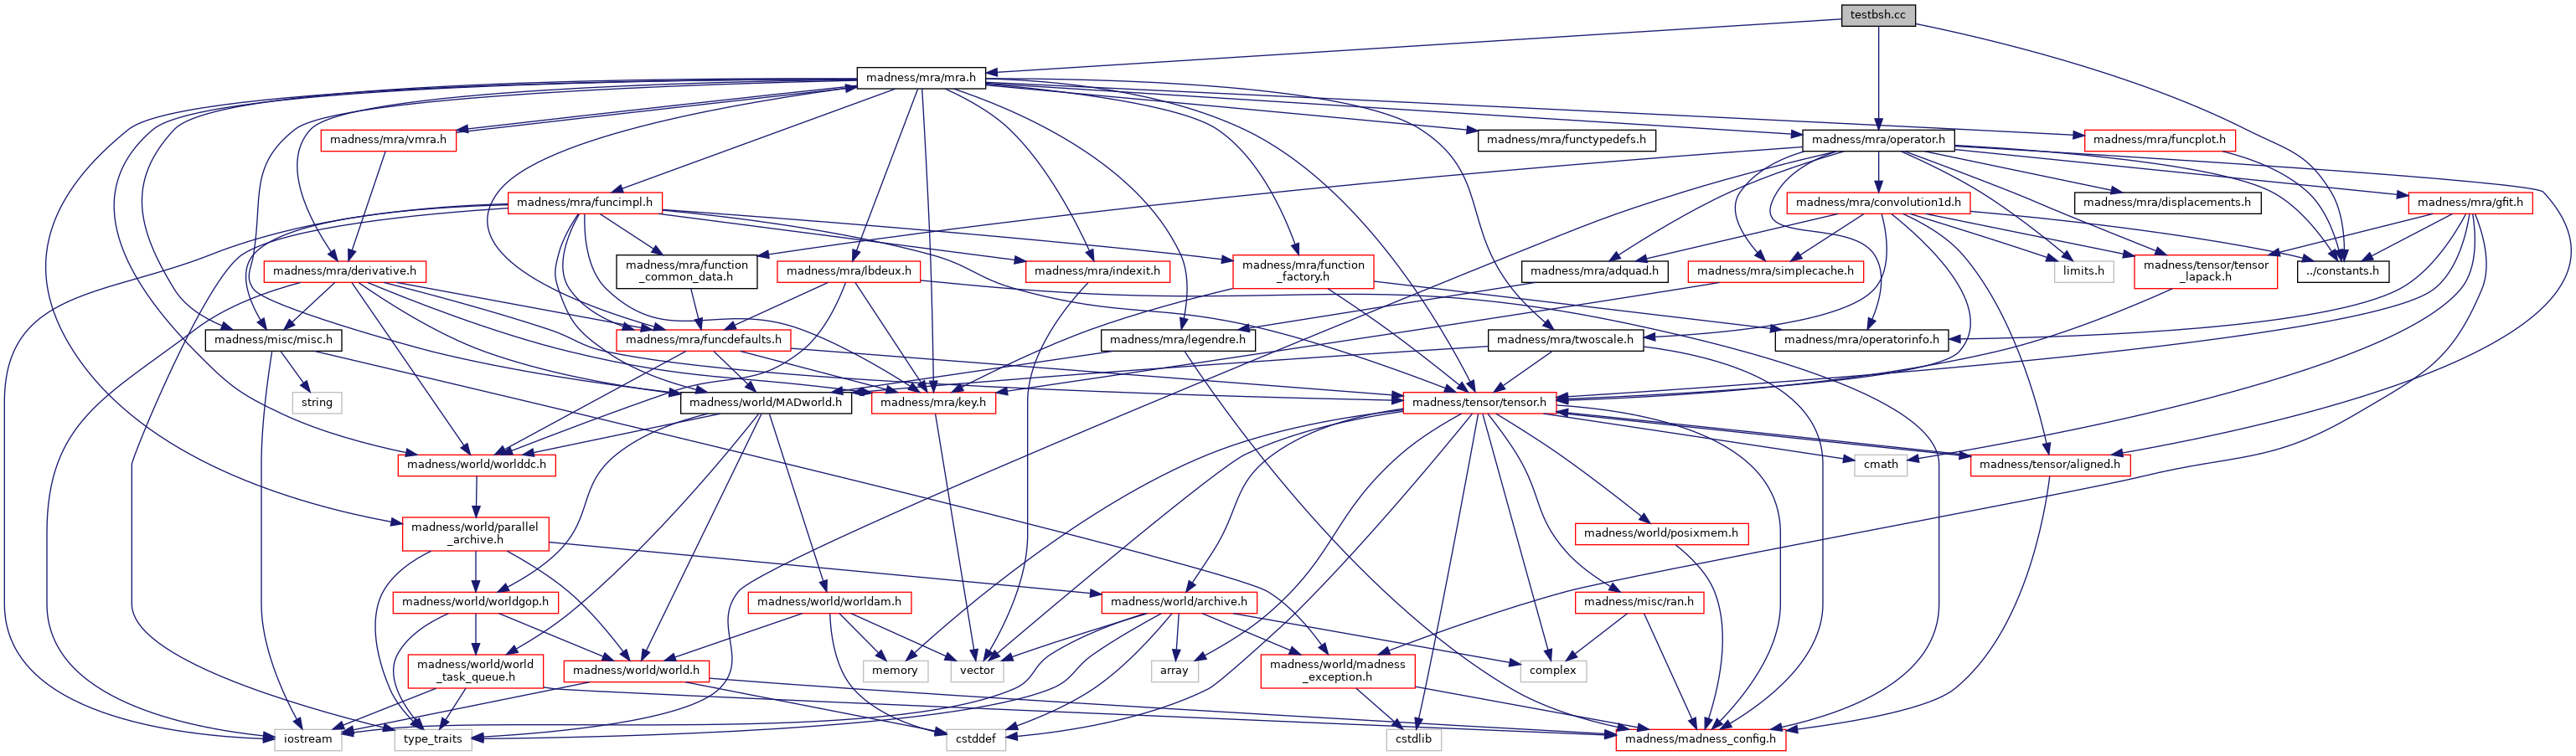 testbsh.cc
madness/mra/mra.h
madness/mra/vmra.h
madness/mra/functypedefs.h
madness/mra/operator.h
madness/mra/funcplot.h
madness/mra/funcimpl.h
madness/mra/convolution1d.h
madness/mra/displacements.h
madness/mra/gfit.h
madness/mra/derivative.h
madness/mra/function
_common_data.h
madness/mra/lbdeux.h
madness/mra/indexit.h
madness/mra/function
_factory.h
madness/mra/adquad.h
madness/mra/simplecache.h
limits.h
madness/tensor/tensor
_lapack.h
../constants.h
madness/misc/misc.h
madness/mra/funcdefaults.h
madness/mra/legendre.h
madness/mra/twoscale.h
madness/mra/operatorinfo.h
string
madness/world/MADworld.h
madness/mra/key.h
madness/tensor/tensor.h
madness/world/worlddc.h
cmath
madness/tensor/aligned.h
madness/world/parallel
_archive.h
madness/world/posixmem.h
madness/world/worldgop.h
madness/world/worldam.h
madness/world/archive.h
madness/misc/ran.h
madness/world/world
_task_queue.h
madness/world/world.h
memory
vector
array
madness/world/madness
_exception.h
complex
iostream
type_traits
cstddef
cstdlib
madness/madness_config.h